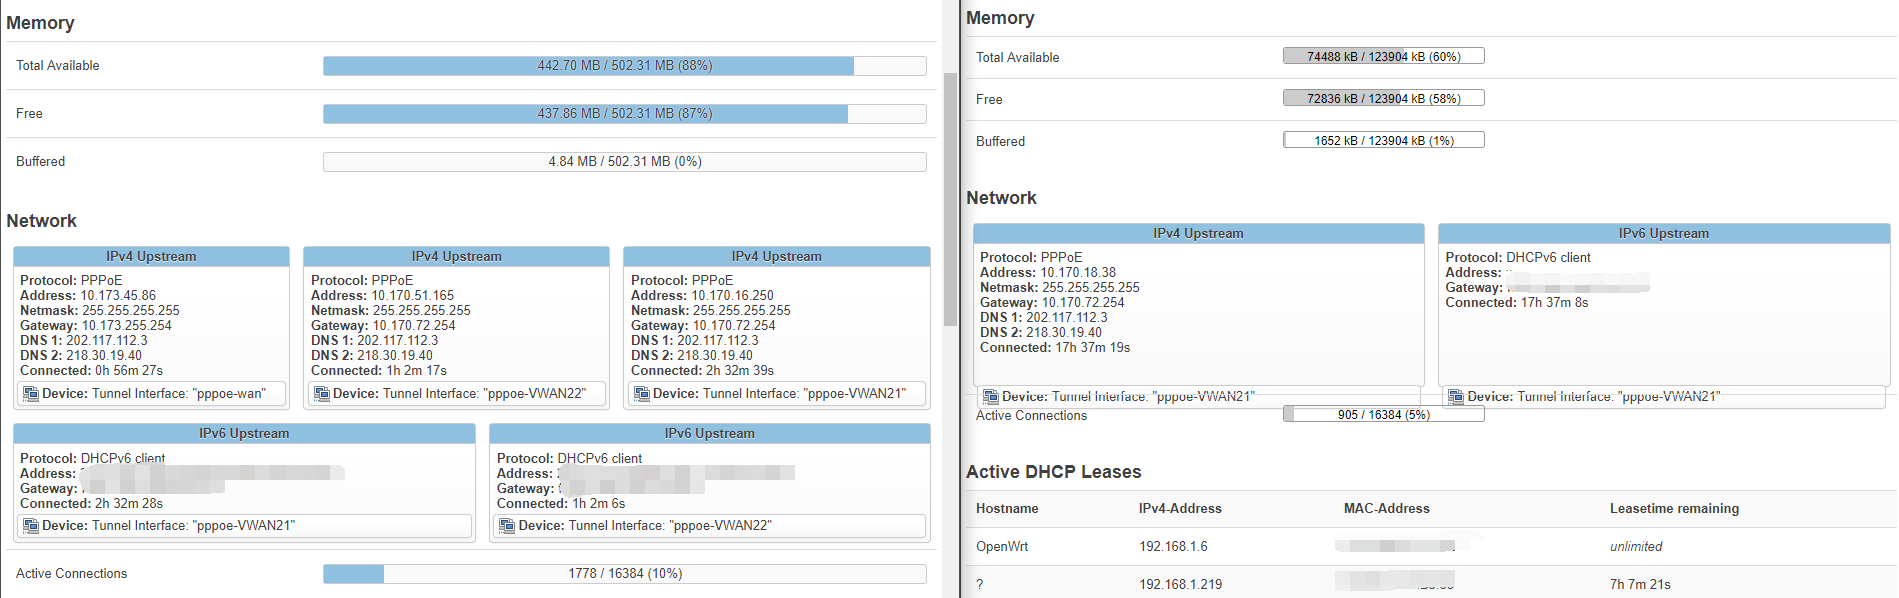 Memory
Total Available
442.70 MB / 502.31 MB (88%)
Free
437.86 MB / 502.31 MB (87%)
Buffered
4.84 MB / 502.31 MB (0%)
Network
IPv4 Upstream
Protocol: PPPoE
Address: 10.173.45.86
Netmask: 255.255.255.255
Gateway: 10.173.255.254
DNS 1: 202.117.112.3
DNS 2: 218.30.19.40
Connected: 0h 56m 27s
Device: Tunnel Interface: "pppoe-wan"
IPv4 Upstream
Protocol: PPPoE
Address: 10.170.51.165
Netmask: 255.255.255.255
Gateway: 10.170.72.254
DNS 1: 202.117.112.3
DNS 2: 218.30.19.40
Connected: 1h 2m 17s
Device: Tunnel Interface: "pppoe-VWAN22"
IPv4 Upstream
Protocol: PPPoE
Address: 10.170.16.250
Netmask: 255.255.255.255
Gateway: 10.170.72.254
DNS 1: 202.117.112.3
DNS 2: 218.30.19.40
Connected: 2h 32m 39s
Device: Tunnel Interface: "pppoe-VWAN21"
IPv6 Upstream
Protocol: DHCPv6 client
Address:
Gateway:
Connected: 2h 32m 28s
Device: Tunnel Interface: "pppoe-VWAN21"
IPv6 Upstream
Protocol: DHCPv6 client
Address:
Gateway:
Connected: 1h 2m 6s
Device: Tunnel Interface: "pppoe-VWAN22"
Active Connections
1778 / 16384 (10%)
Memory
Total Available
74488 kB / 123904 kB (60%)
Free
72836 kB / 123904 kB (58%)
Buffered
1652 kB / 123904 kB (1%)
Network
IPv4 Upstream
Protocol: PPPoE
Address: 10.170.18.38
Netmask: 255.255.255.255
Gateway: 10.170.72.254
DNS 1: 202.117.112.3
DNS 2: 218.30.19.40
Connected: 17h 37m 19s
Device: Tunnel Interface: "pppoe-VWAN21"
IPv6 Upstream
Protocol: DHCPv6 client
Address:
Gateway:
Connected: 17h 37m 8s
Device: Tunnel Interface: "pppoe-VWAN21"
Active Connections
905 / 16384 (5%)
Active DHCP Leases
Hostname IPv4-Address MAC-Address Leasetime remaining
OpenWrt 192.168.1.6 unlimited
? 192.168.1.219 7h 7m 21s